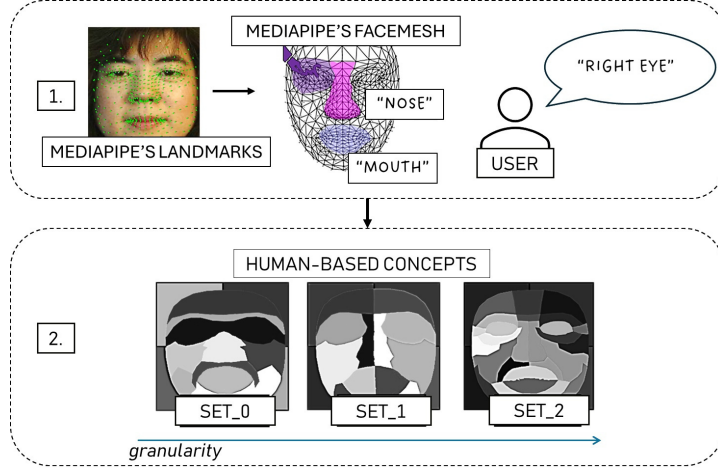 MEDIAPIPE'S FACEMESH
"RIGHT EYE"
1.
"NOSE"
MEDIAPIPE'S LANDMARKS
"MOUTH"
USER
HUMAN-BASED CONCEPTS
2.
SET_0
SET_1
SET_2
granularity